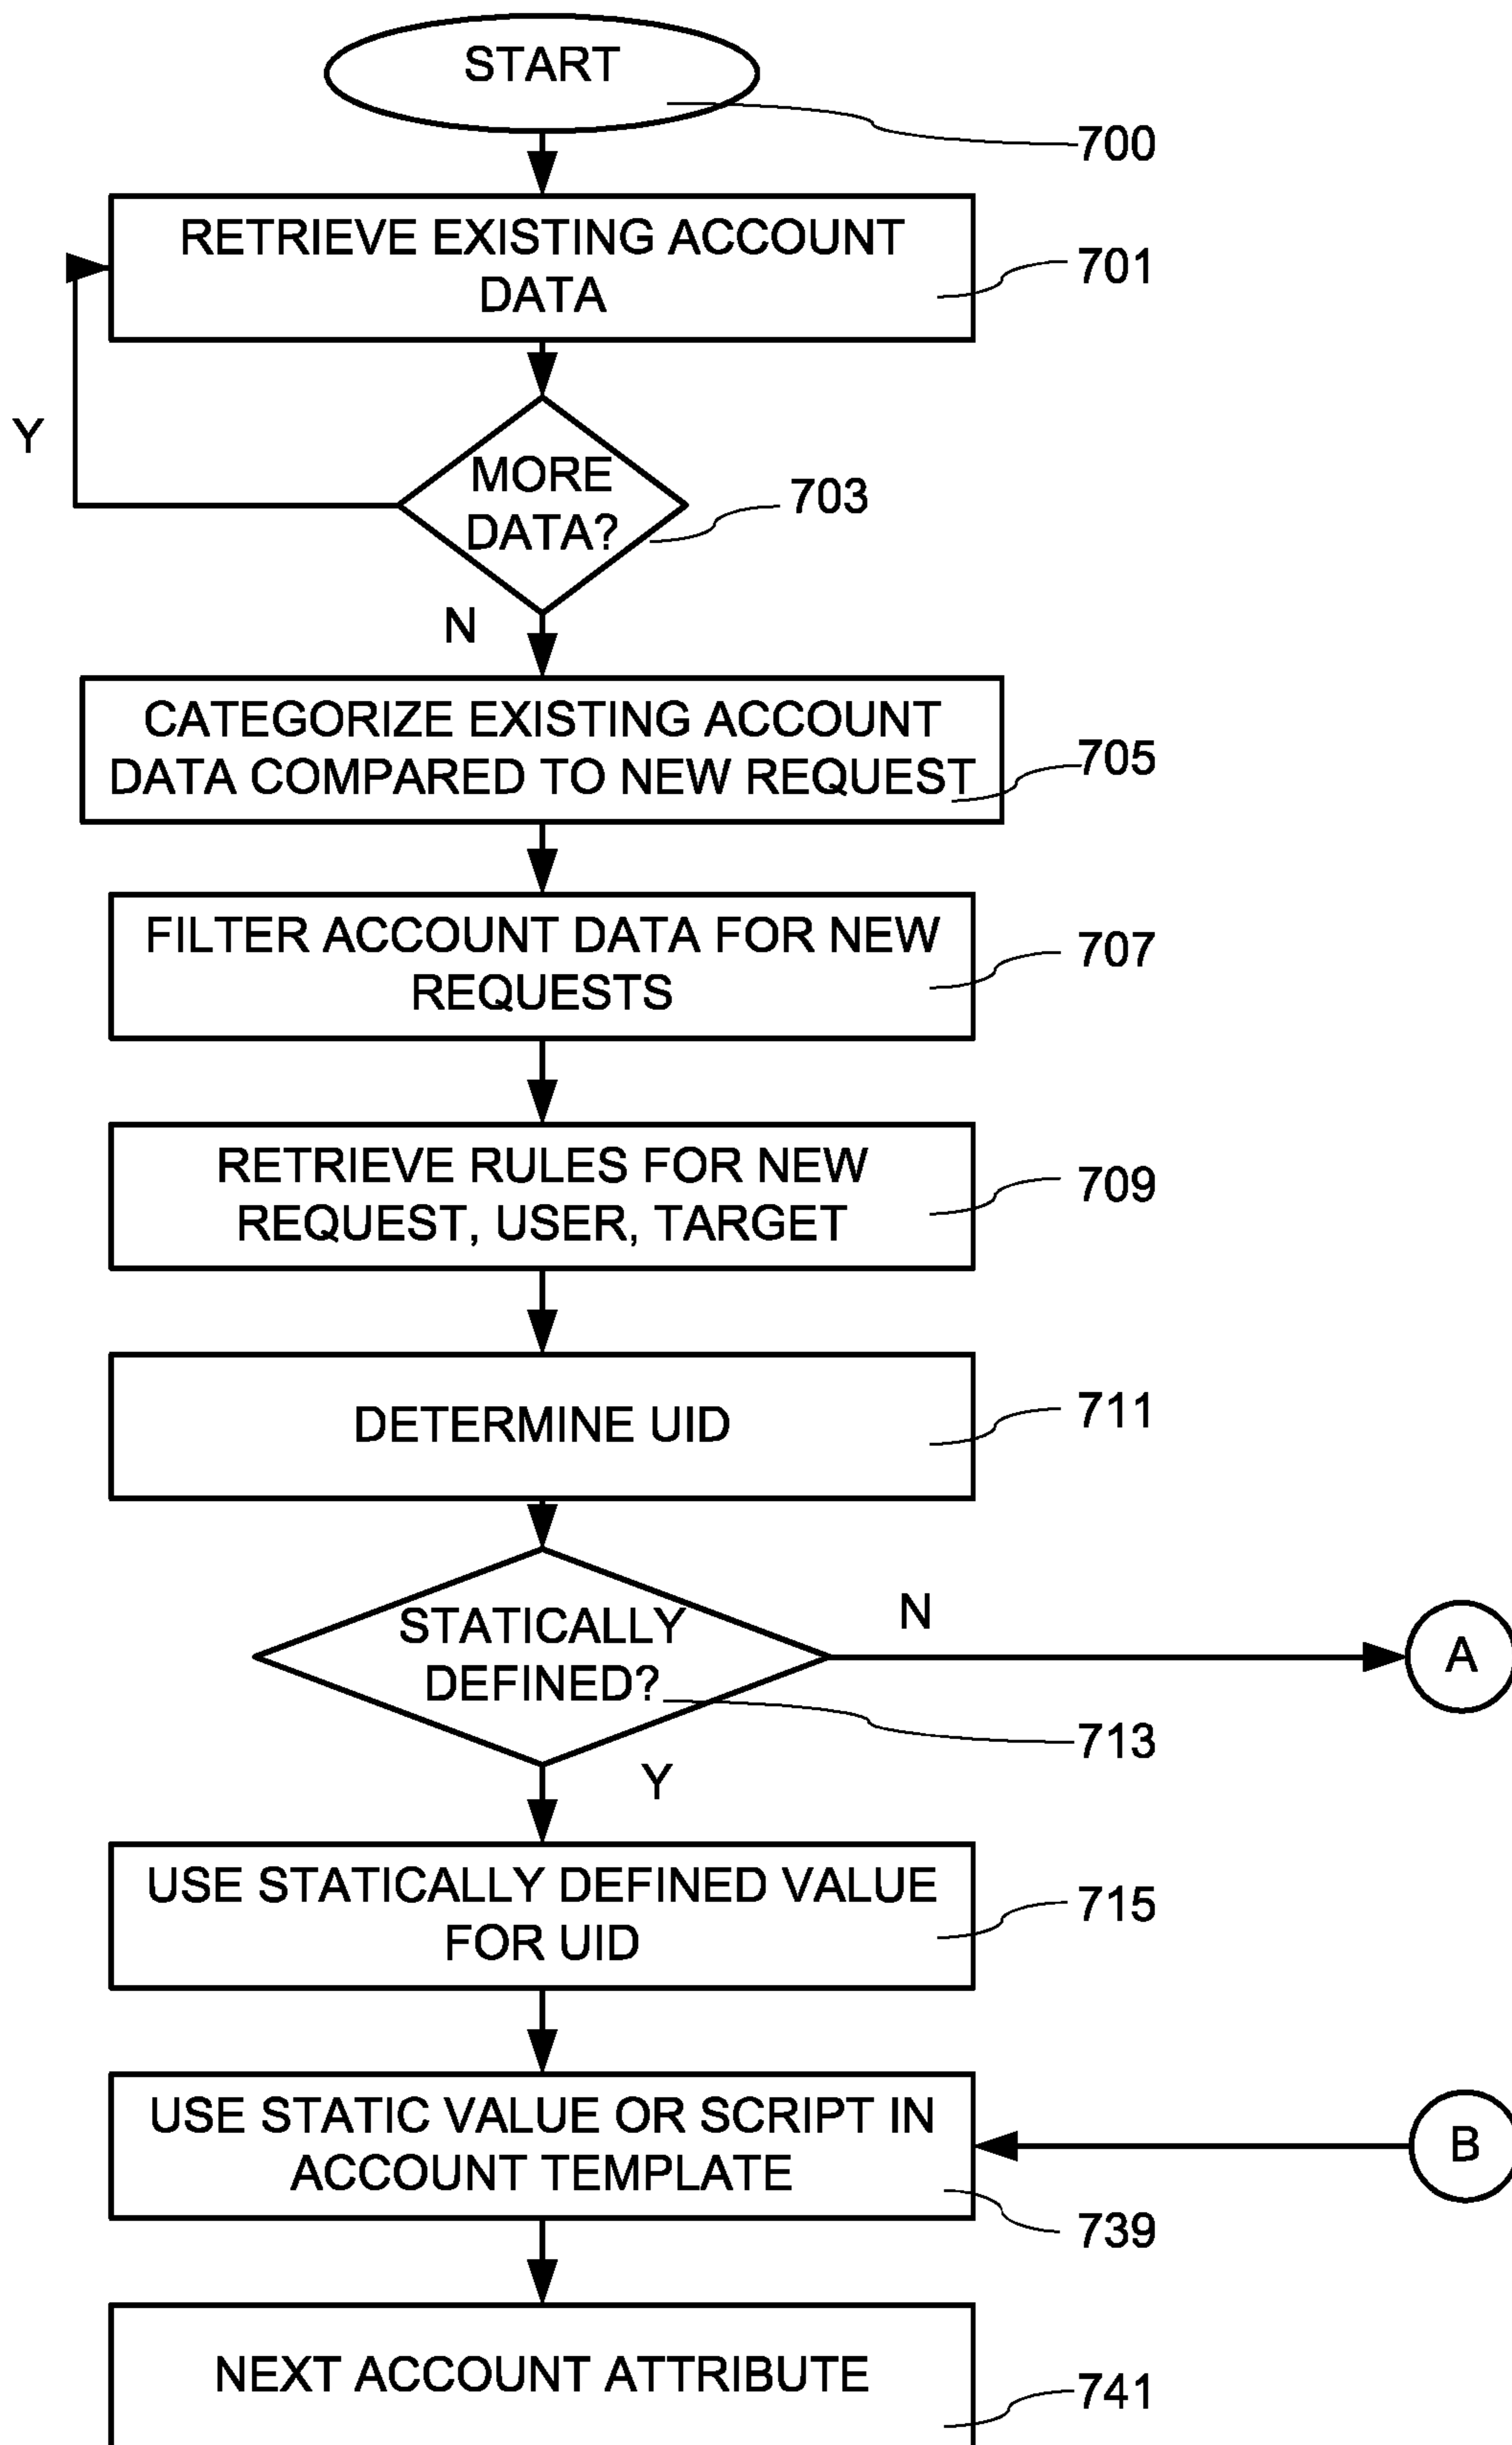 START
700
RETRIEVE EXISTING ACCOUNT
DATA
701
Y
MORE
DATA?
703
N
CATEGORIZE EXISTING ACCOUNT
DATA COMPARED TO NEW REQUEST
705
FILTER ACCOUNT DATA FOR NEW
REQUESTS
707
RETRIEVE RULES FOR NEW
REQUEST, USER, TARGET
709
DETERMINE UID
711
STATICALLY
DEFINED?
N
A
713
Y
USE STATICALLY DEFINED VALUE
FOR UID
715
USE STATIC VALUE OR SCRIPT IN
ACCOUNT TEMPLATE
B
739
NEXT ACCOUNT ATTRIBUTE
741